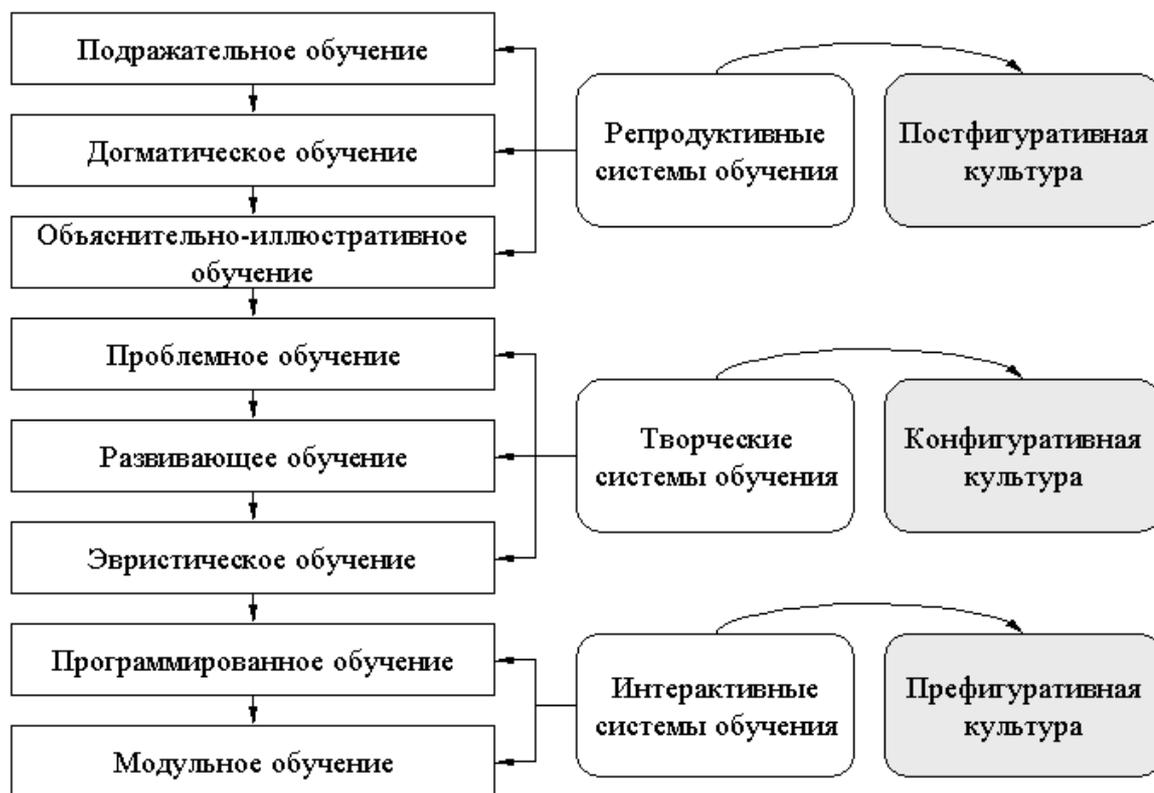 Подражательное обучение
Догматическое обучение
Объяснительно-иллюстративное
обучение
Проблемное обучение
Развивающее обучение
Эвристическое обучение
Программированное обучение
Модульное обучение
Репродуктивные
системы обучения
Постфигуративная
культура
Творческие
системы обучения
Конфигуративная
культура
Интерактивные
системы обучения
Префигуративная
культура